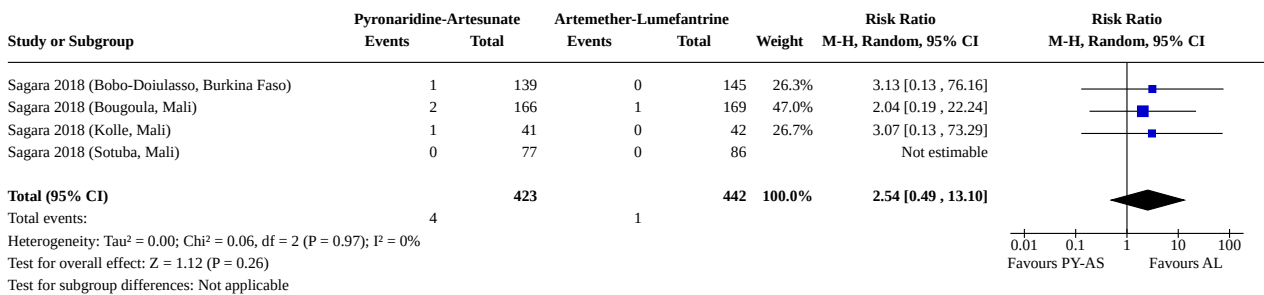 Pyronaridine-Artesunate Artemether-Lumefantrine Risk Ratio Risk Ratio
Study or Subgroup Events Total Events Total Weight M-H, Random, 95% CI M-H, Random, 95% CI
Sagara 2018 (Bobo-Doiulasso, Burkina Faso) 1 139 0 145 26.3% 3.13 [0.13 , 76.16]
Sagara 2018 (Bougoula, Mali) 2 166 1 169 47.0% 2.04 [0.19 , 22.24]
Sagara 2018 (Kolle, Mali) 1 41 0 42 26.7% 3.07 [0.13 , 73.29]
Sagara 2018 (Sotuba, Mali) 0 77 0 86 Not estimable
Total (95% CI) 423 442 100.0% 2.54 [0.49 , 13.10]
Total events: 4 1
Heterogeneity: Tau² = 0.00; Chi² = 0.06, df = 2 (P = 0.97); I² = 0%
0.01 0.1 1 10 100
Test for overall effect: Z = 1.12 (P = 0.26)
Favours PY-AS Favours AL
Test for subgroup differences: Not applicable